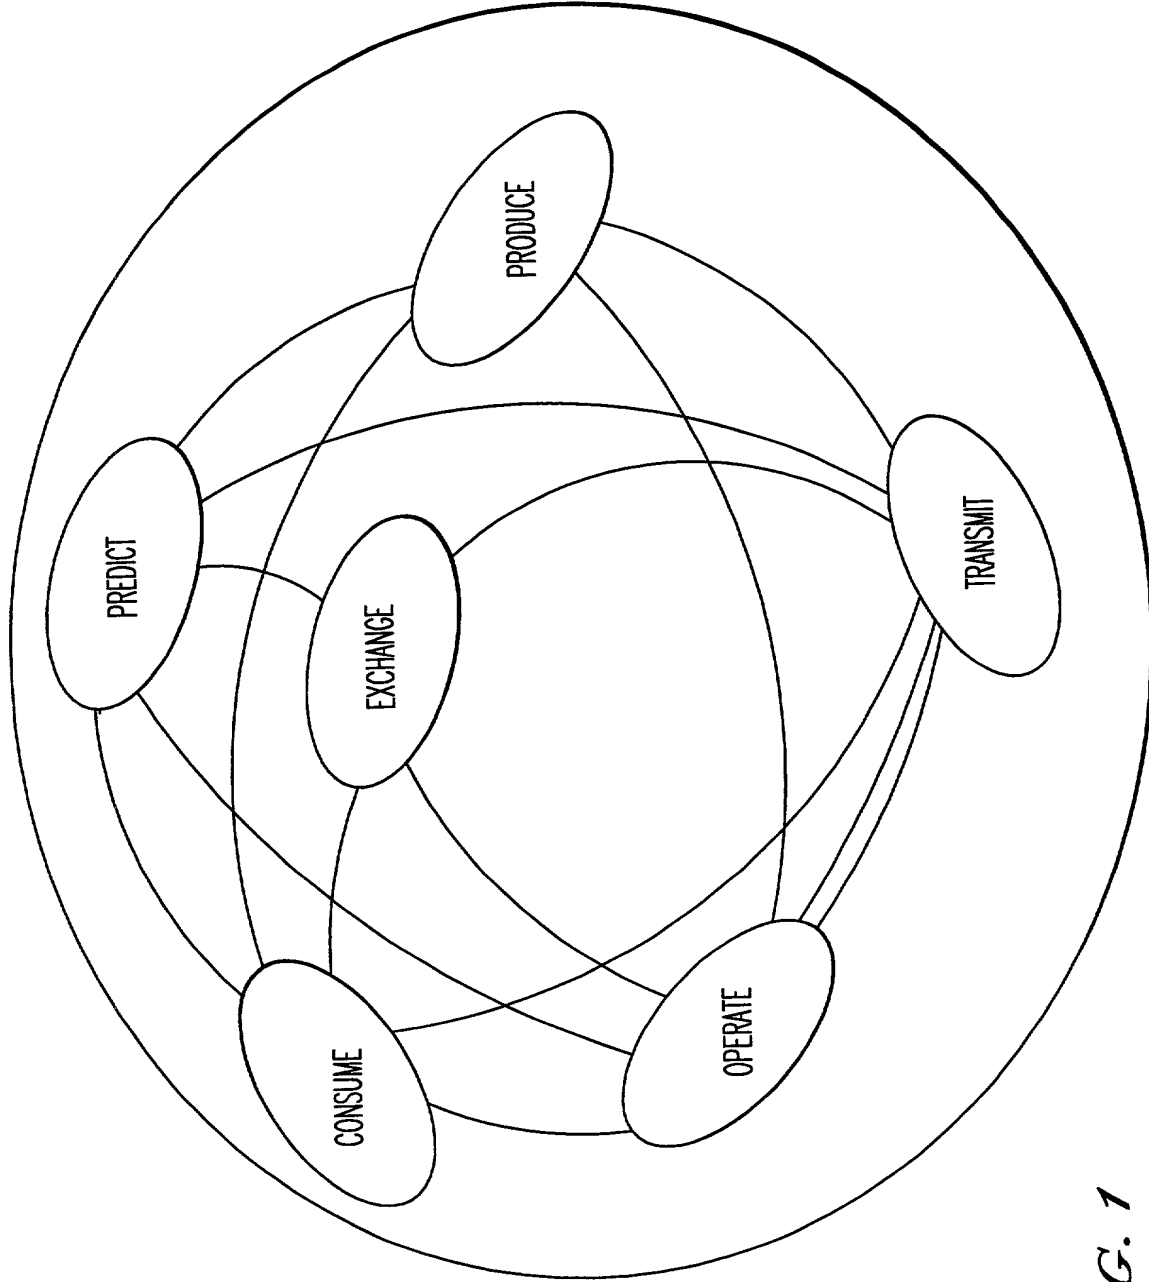 PRODUCE
PREDICT
TRANSMIT
EXCHANGE
CONSUME
OPERATE
G. 1